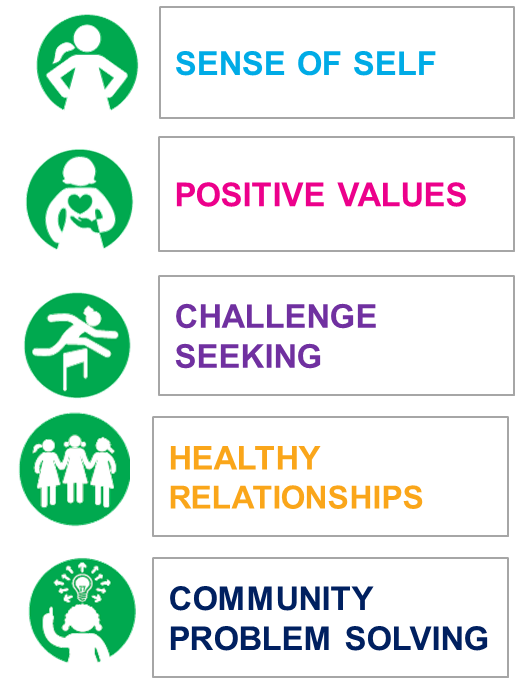 SENSE OF SELF
POSITIVE VALUES
CHALLENGE
SEEKING
HEALTHY
RELATIONSHIPS
COMMUNITY
PROBLEM SOLVING